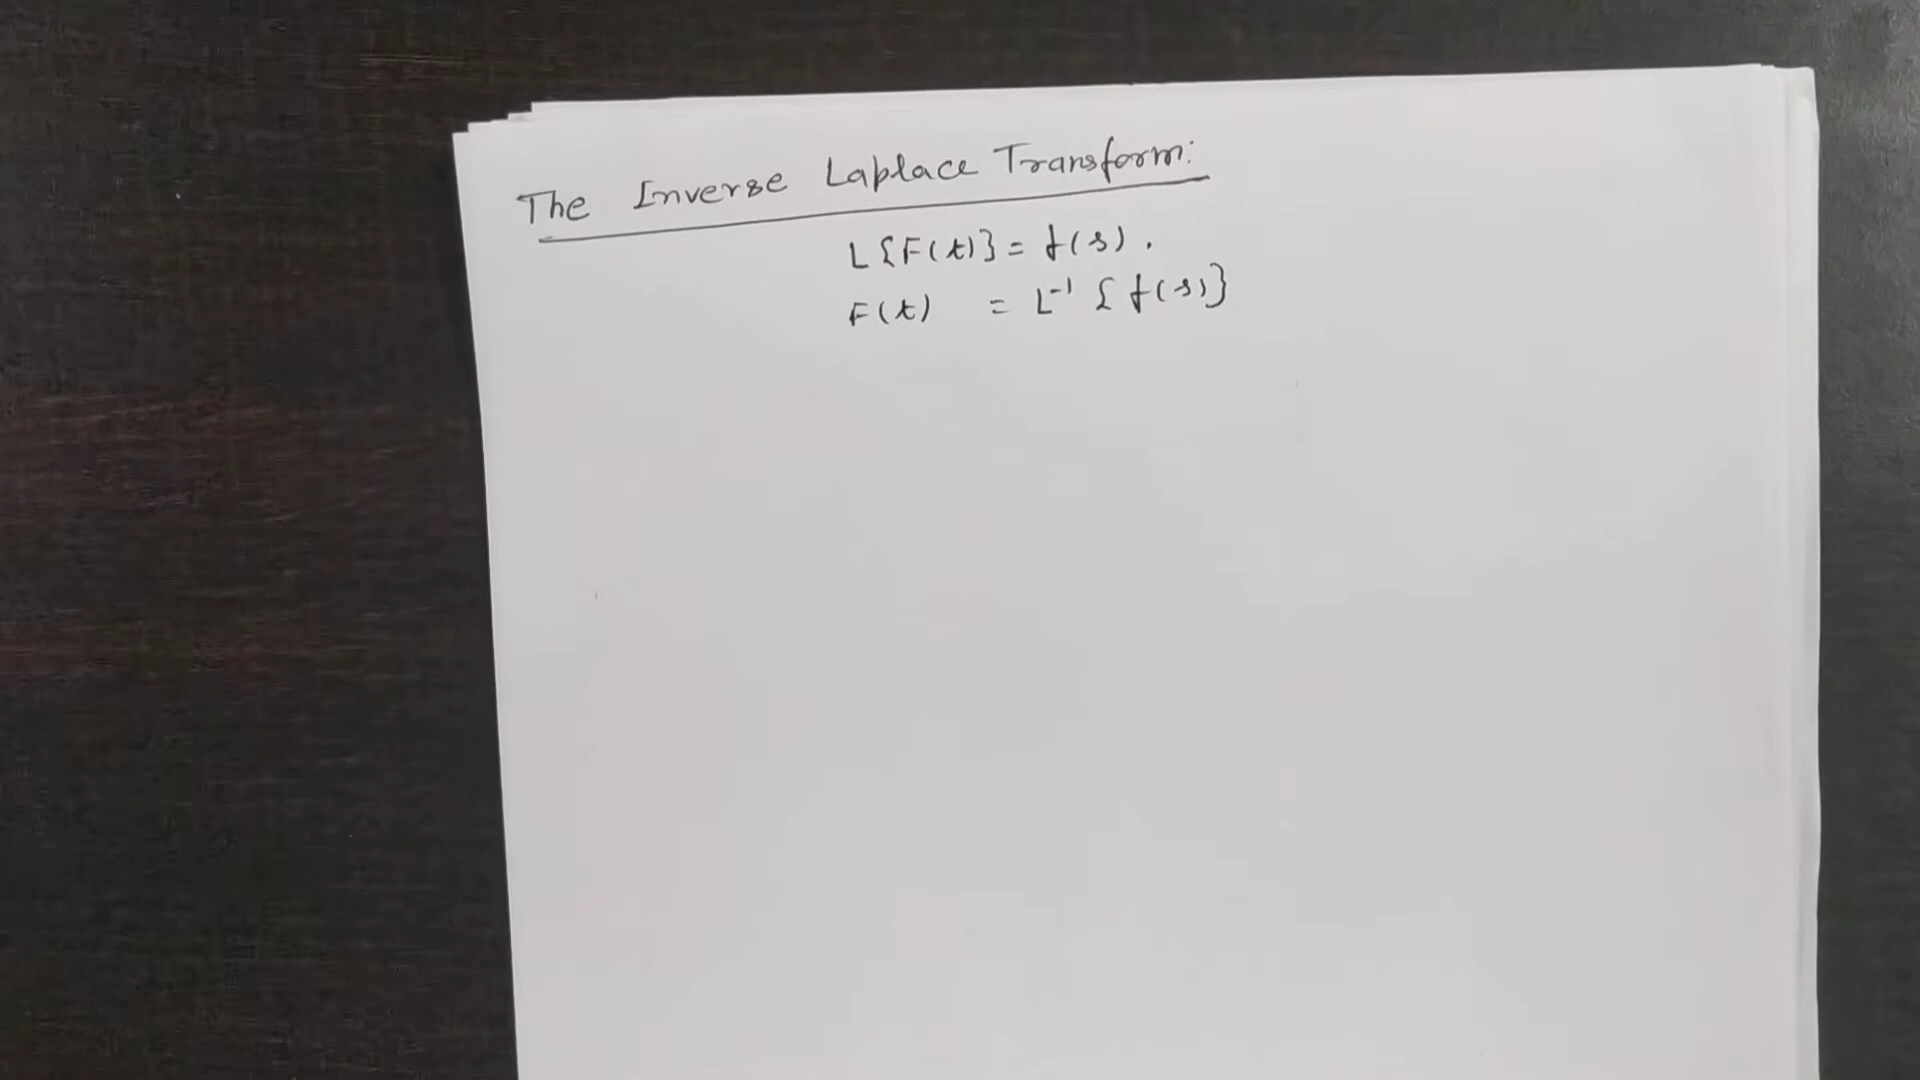 The Inverse Laplace Transform:
L{F(t)} = f(s).
F(t) = L⁻¹ {f(s)}